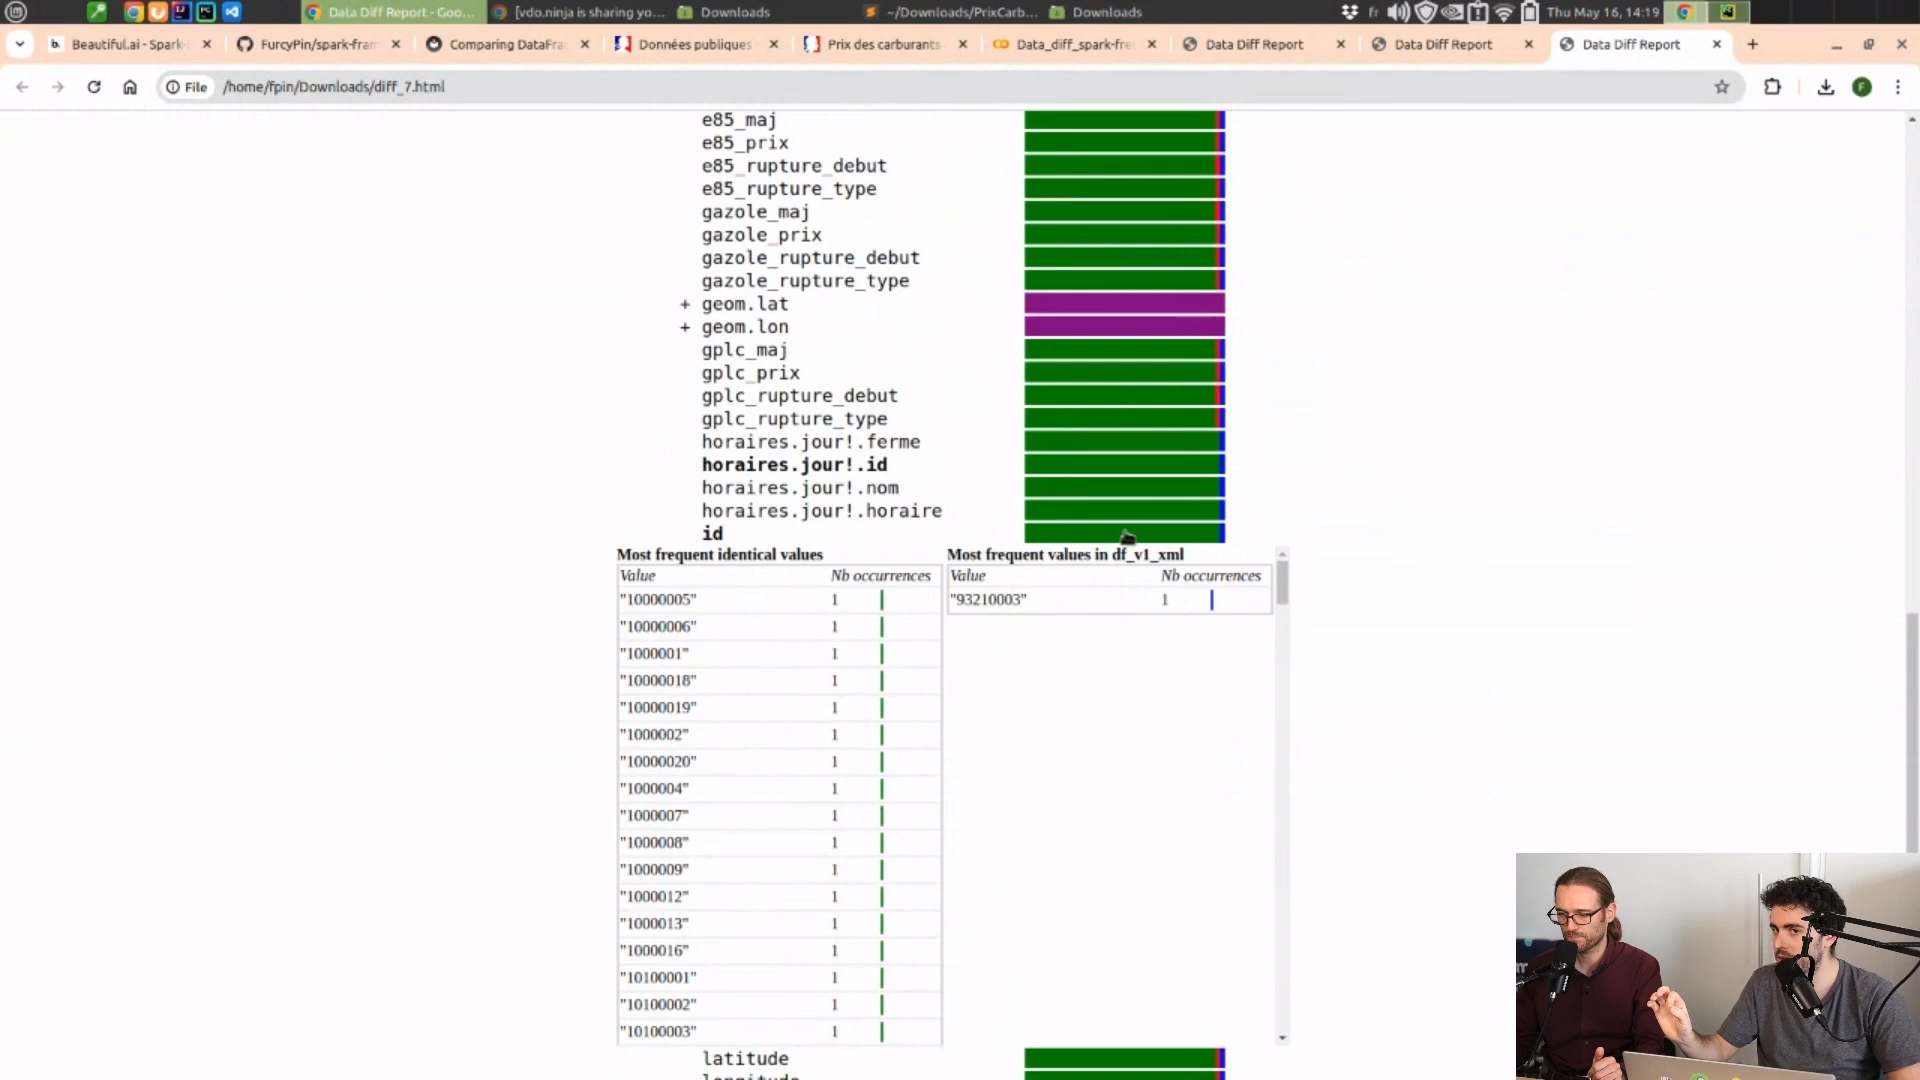 Data Diff Report - Goo...
[vdo.ninja is sharing yo...
Downloads
~/Downloads/PrixCarb...
Downloads
fr
Thu May 16, 14:19
Beautiful.ai - Spark-
FurcyPin/spark-fram
Comparing DataFra
Données publiques
Prix des carburants
Data_diff_spark-fra
Data Diff Report
Data Diff Report
Data Diff Report
File
/home/fpin/Downloads/diff_7.html
F
e85_maj
e85_prix
e85_rupture_debut
e85_rupture_type
gazole_maj
gazole_prix
gazole_rupture_debut
gazole_rupture_type
+ geom.lat
+ geom.lon
gplc_maj
gplc_prix
gplc_rupture_debut
gplc_rupture_type
horaires.jour!.ferme
horaires.jour!.id
horaires.jour!.nom
horaires.jour!.horaire
id
Most frequent identical values
Most frequent values in df_v1_xml
Value Nb occurrences
Value Nb occurrences
"10000005" 1
"93210003" 1
"10000006" 1
"1000001" 1
"10000018" 1
"10000019" 1
"1000002" 1
"10000020" 1
"1000004" 1
"1000007" 1
"1000008" 1
"1000009" 1
"1000012" 1
"1000013" 1
"1000016" 1
"10100001" 1
"10100002" 1
"10100003" 1
latitude
longitude